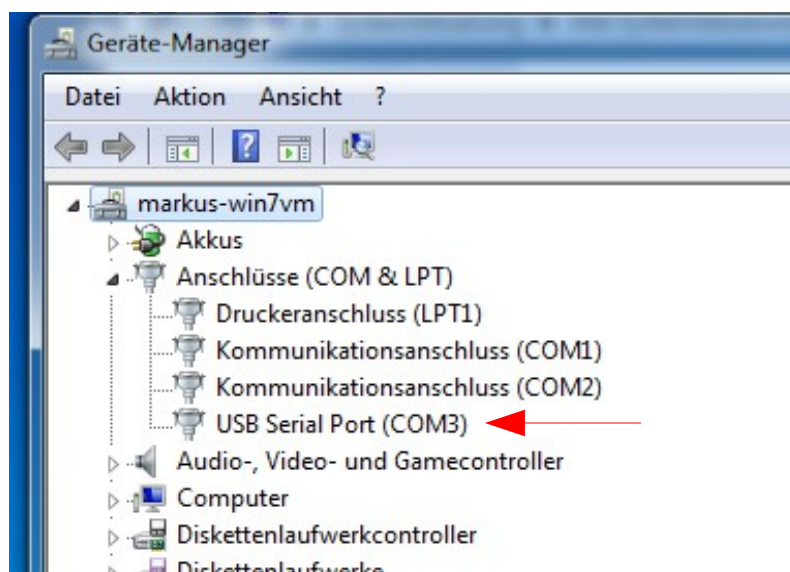 Geräte-Manager
Datei Aktion Ansicht ?
markus-win7vm
Akkus
Anschlüsse (COM & LPT)
Druckeranschluss (LPT1)
Kommunikationsanschluss (COM1)
Kommunikationsanschluss (COM2)
USB Serial Port (COM3)
Audio-, Video- und Gamecontroller
Computer
Diskettenlaufwerkcontroller
Diskettenlaufwerke